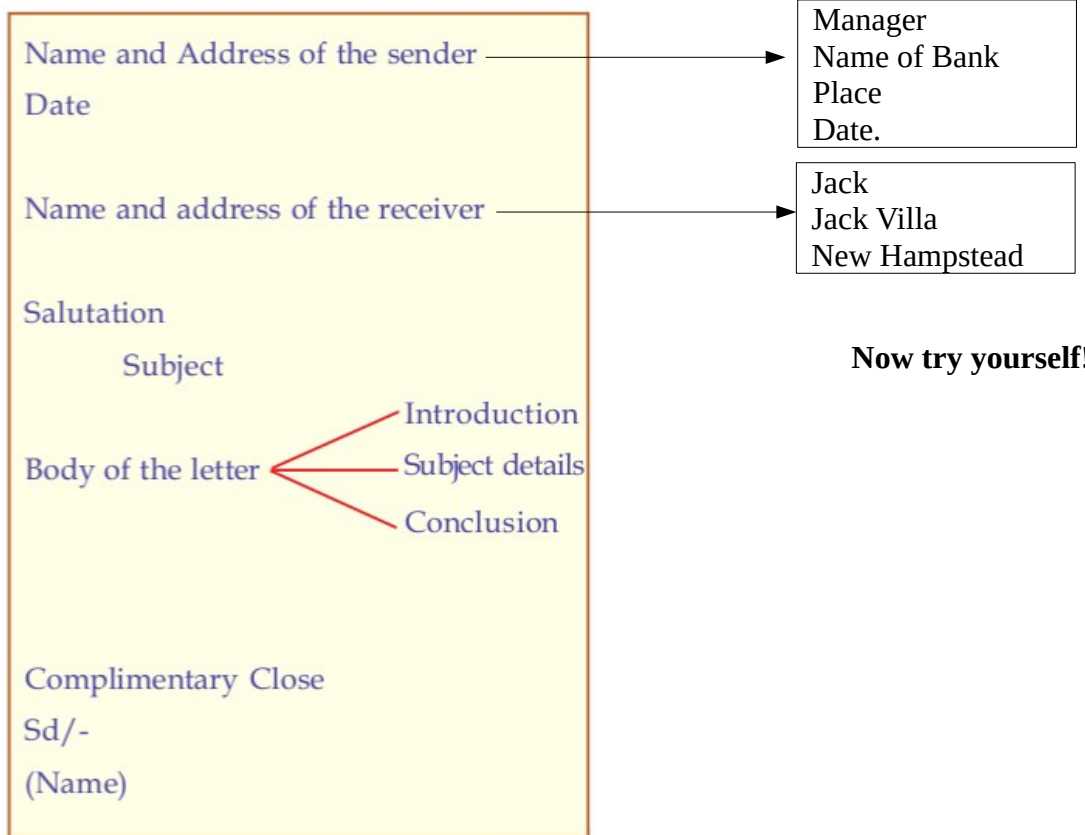 Name and Address of the sender
Date
Name and address of the receiver
Salutation
Subject
Body of the letter
Introduction
Subject details
Conclusion
Complimentary Close
Sd/-
(Name)
Manager
Name of Bank
Place
Date.
Jack
Jack Villa
New Hampstead
Now try yourself!